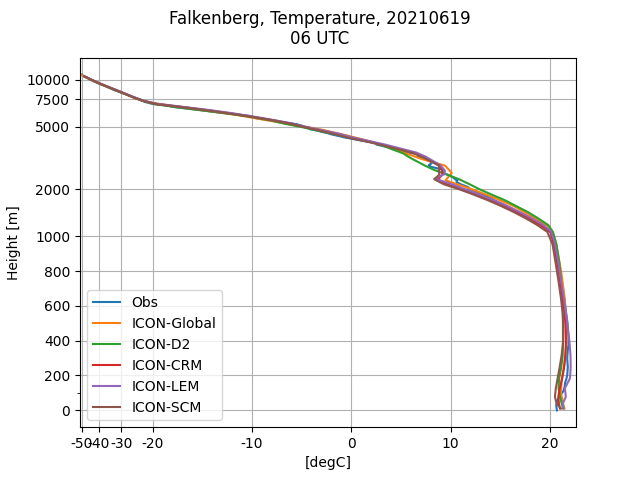 Falkenberg, Temperature, 20210619
06 UTC
10000
7500
5000
2000
1000
800
600
400
200
0
Height [m]
Obs
ICON-Global
ICON-D2
ICON-CRM
ICON-LEM
ICON-SCM
-50 -40 -30 -20 -10 0 10 20
[degC]